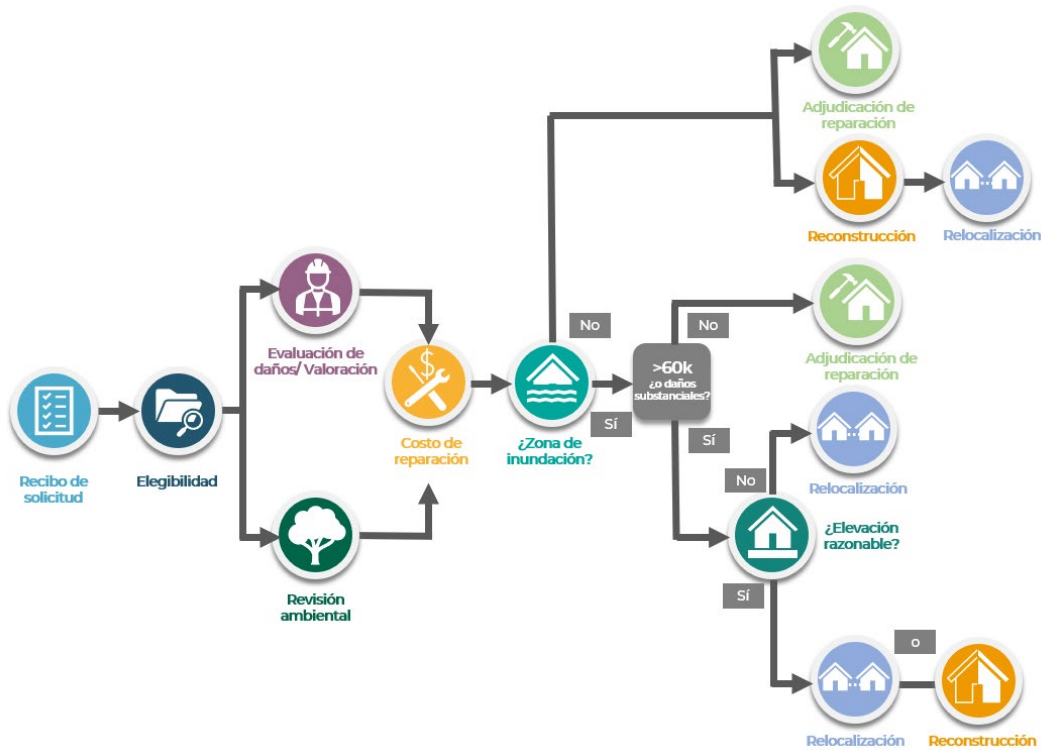 Adjudicación de
reparación
Reconstrucción
Relocalización
Evaluación de
daños/ Valoración
No
No
>60k
¿o daños
substanciales?
Adjudicación de
reparación
$
Recibo de
solicitud
Elegibilidad
Costo de
reparación
¿Zona de
inundación?
Sí
Sí
No
Relocalización
¿Elevación
razonable?
Revisión
ambiental
Sí
o
Relocalización
Reconstrucción